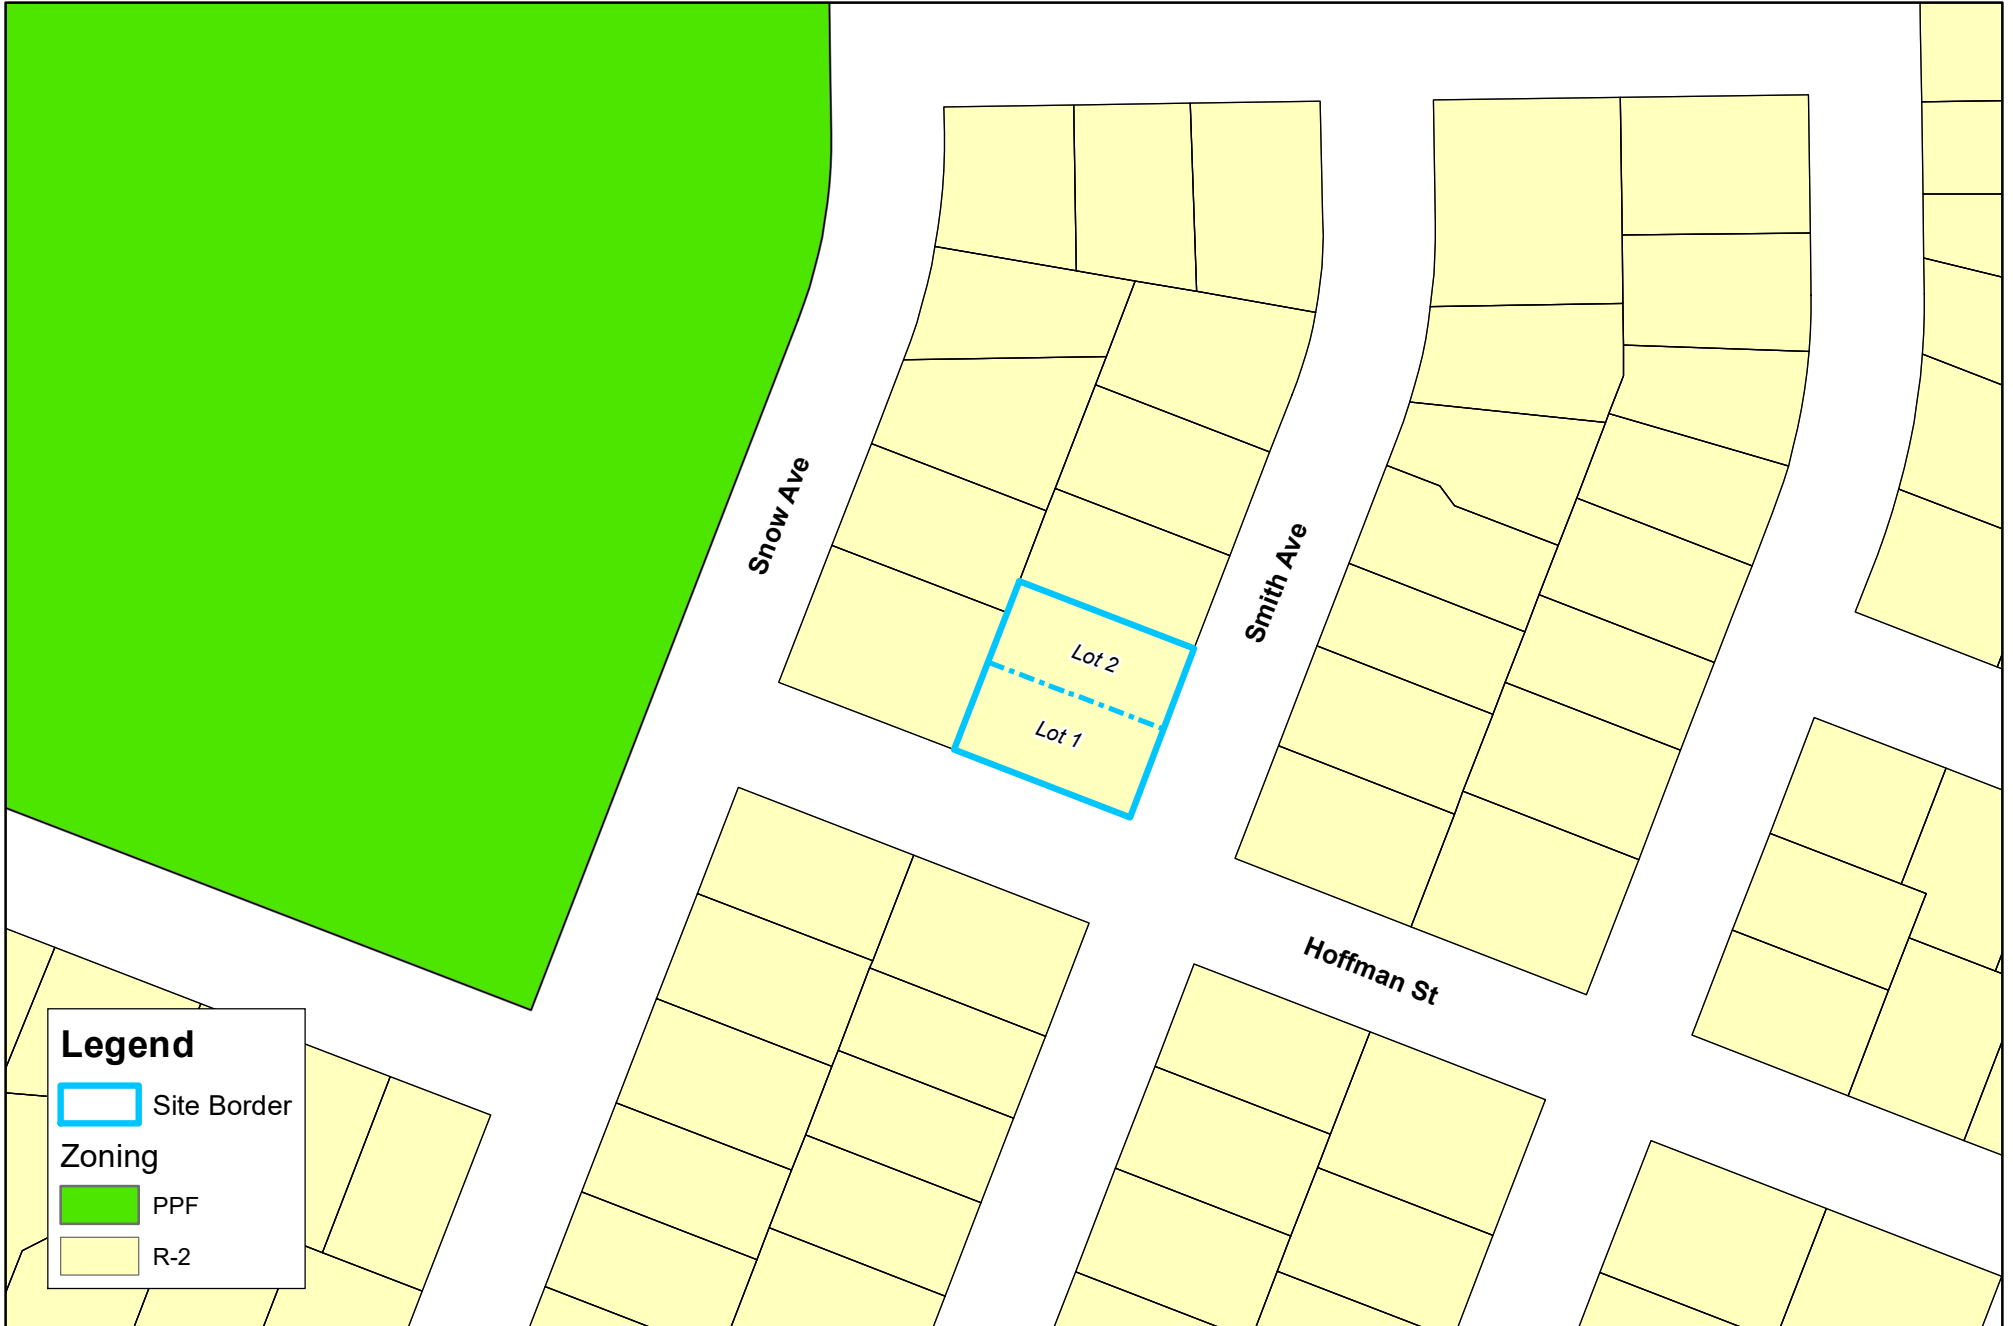 Snow Ave
Smith Ave
Lot 2
Lot 1
Hoffman St
Legend
Site Border
Zoning
PPF
R-2